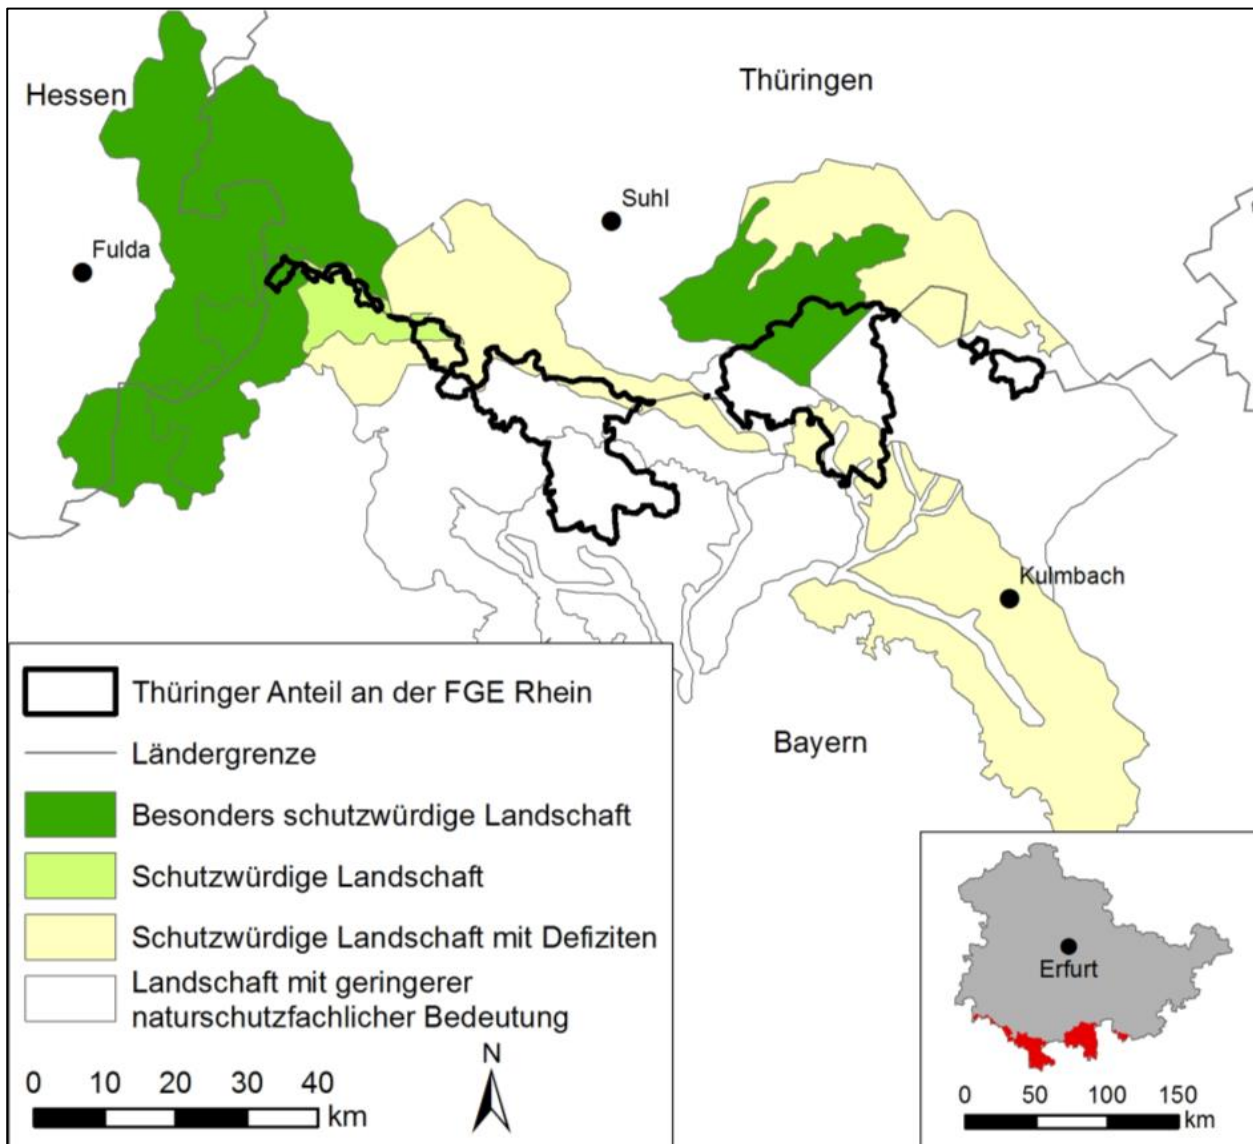 Hessen
Thüringen
Suhl
Fulda
Kulmbach
Bayern
Thüringer Anteil an der FGE Rhein
Ländergrenze
Besonders schutzwürdige Landschaft
Schutzwürdige Landschaft
Schutzwürdige Landschaft mit Defiziten
Landschaft mit geringerer
naturschutzfachlicher Bedeutung
0 10 20 30 40
km
N
Erfurt
0 50 100 150
km